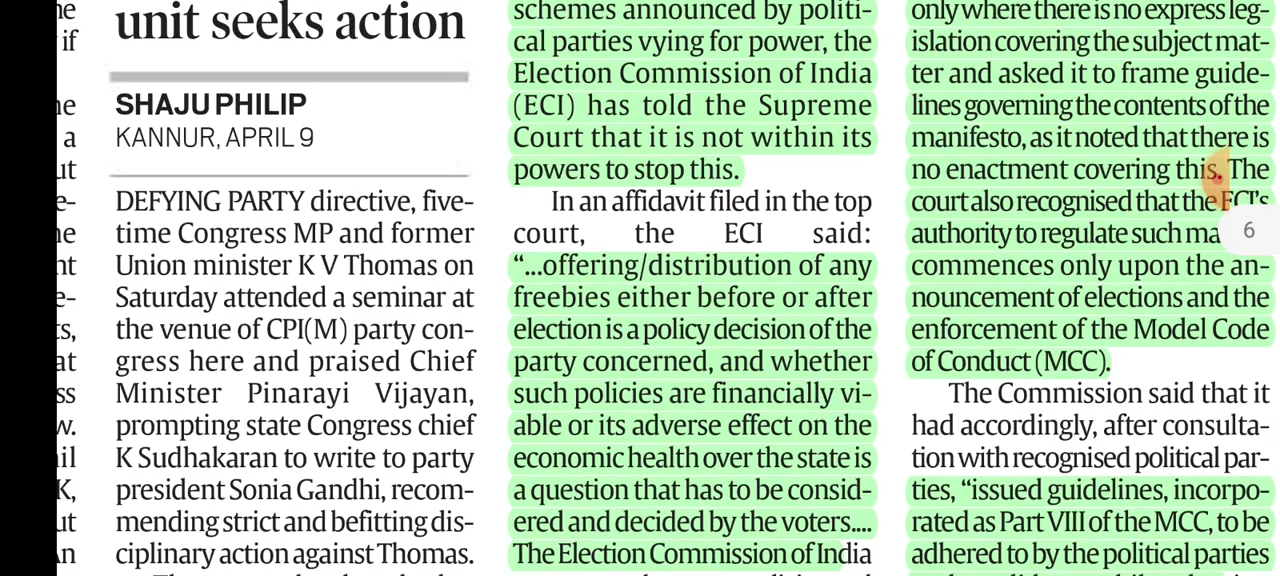 he
if
he
a
ut
e-
he
nt
e-
ts,
at
ss
w.
ail
K,
ut
An
unit seeks action
SHAJU PHILIP
KANNUR, APRIL 9
DEFYING PARTY directive, five-
time Congress MP and former
Union minister K V Thomas on
Saturday attended a seminar at
the venue of CPI(M) party con-
gress here and praised Chief
Minister Pinarayi Vijayan,
prompting state Congress chief
K Sudhakaran to write to party
president Sonia Gandhi, recom-
mending strict and befitting dis-
ciplinary action against Thomas.
schemes announced by politi-
cal parties vying for power, the
Election Commission of India
(ECI) has told the Supreme
Court that it is not within its
powers to stop this.
In an affidavit filed in the top
court, the ECI said:
“...offering/distribution of any
freebies either before or after
election is a policy decision of the
party concerned, and whether
such policies are financially vi-
able or its adverse effect on the
economic health over the state is
a question that has to be consid-
ered and decided by the voters....
The Election Commission of India
only where there is no express leg-
islation covering the subject mat-
ter and asked it to frame guide-
lines governing the contents of the
manifesto, as it noted that there is
no enactment covering this. The
court also recognised that the ECI’s
authority to regulate such ma
commences only upon the an-
nouncement of elections and the
enforcement of the Model Code
of Conduct (MCC).
The Commission said that it
had accordingly, after consulta-
tion with recognised political par-
ties, “issued guidelines, incorpo-
rated as Part VIII of the MCC, to be
adhered to by the political parties
6